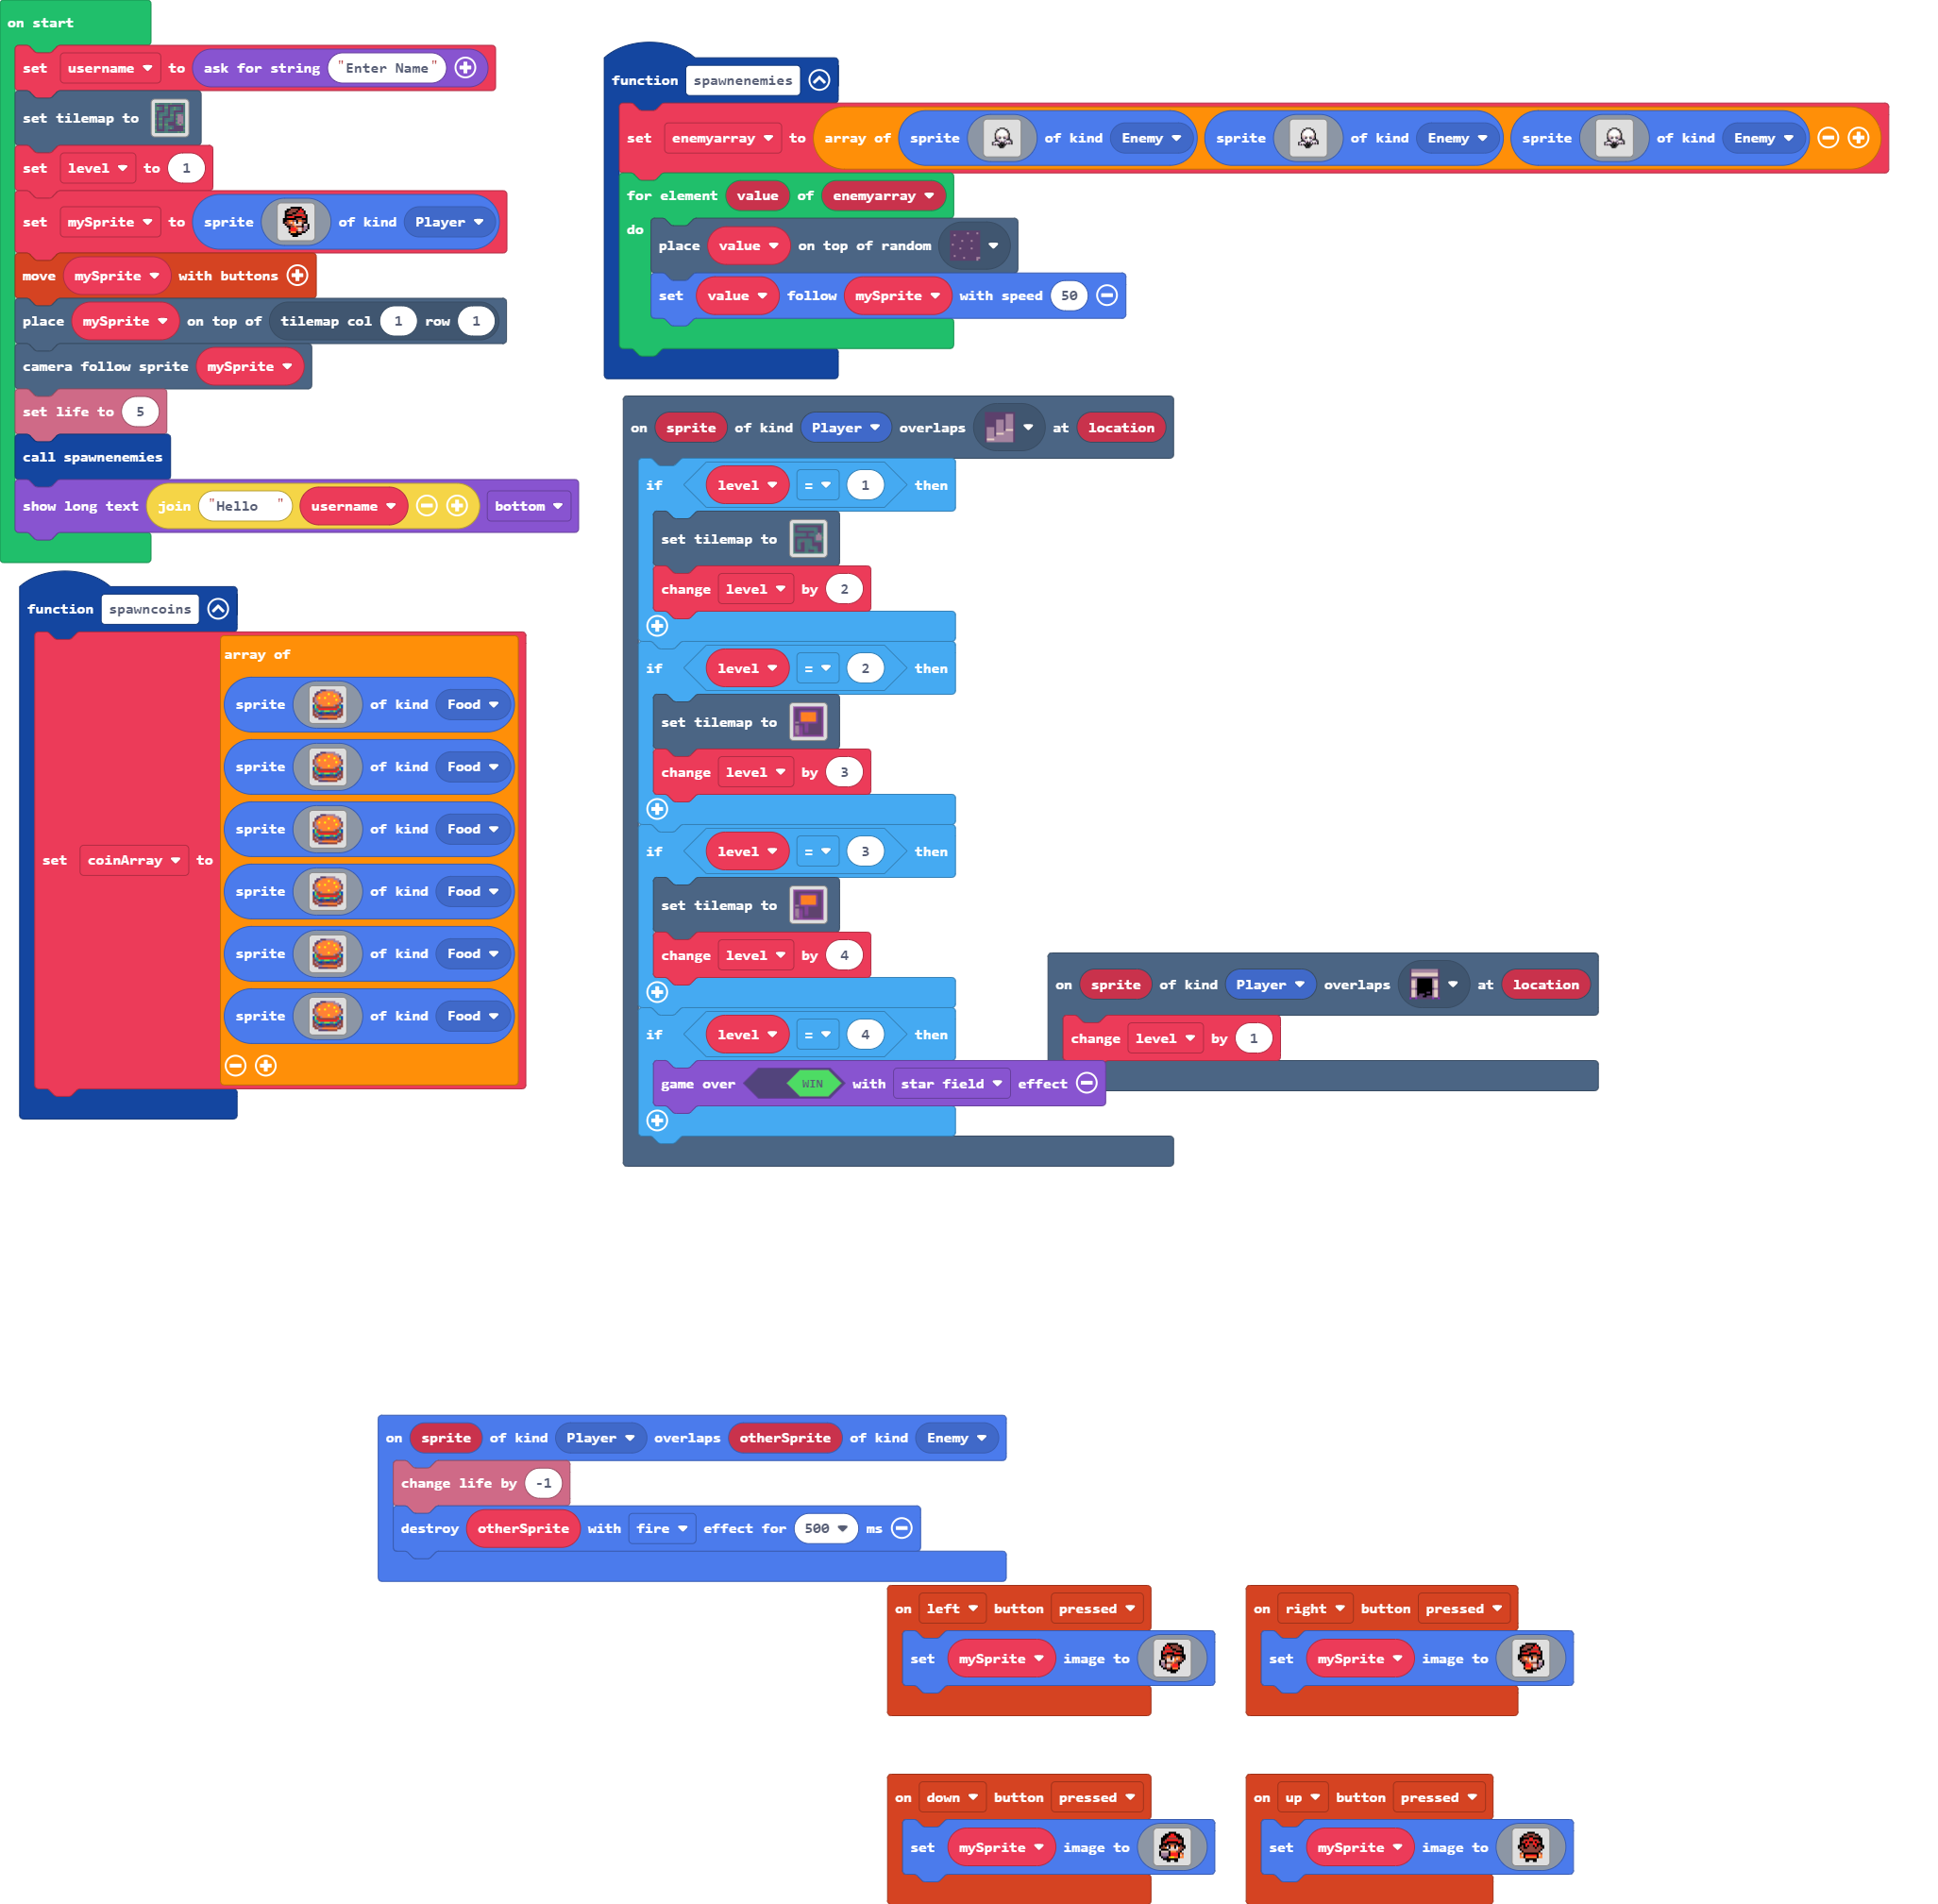 on start
set username to ask for string "Enter Name"
set tilemap to
set level to 1
set mySprite to sprite of kind Player
move mySprite with buttons
place mySprite on top of tilemap col 1 row 1
camera follow sprite mySprite
set life to 5
call spawnenemies
show long text join "Hello " username bottom
function spawncoins
set coinArray to
array of
sprite of kind Food
sprite of kind Food
sprite of kind Food
sprite of kind Food
sprite of kind Food
sprite of kind Food
function spawnenemies
set enemyarray to array of sprite of kind Enemy sprite of kind Enemy sprite of kind Enemy
for element value of enemyarray
do
place value on top of random
set value follow mySprite with speed 50
on sprite of kind Player overlaps at location
if level = 1 then
set tilemap to
change level by 2
if level = 2 then
set tilemap to
change level by 3
if level = 3 then
set tilemap to
change level by 4
if level = 4 then
game over WIN with star field effect
on sprite of kind Player overlaps at location
change level by 1
on sprite of kind Player overlaps otherSprite of kind Enemy
change life by -1
destroy otherSprite with fire effect for 500 ms
on left button pressed
set mySprite image to
on right button pressed
set mySprite image to
on down button pressed
set mySprite image to
on up button pressed
set mySprite image to